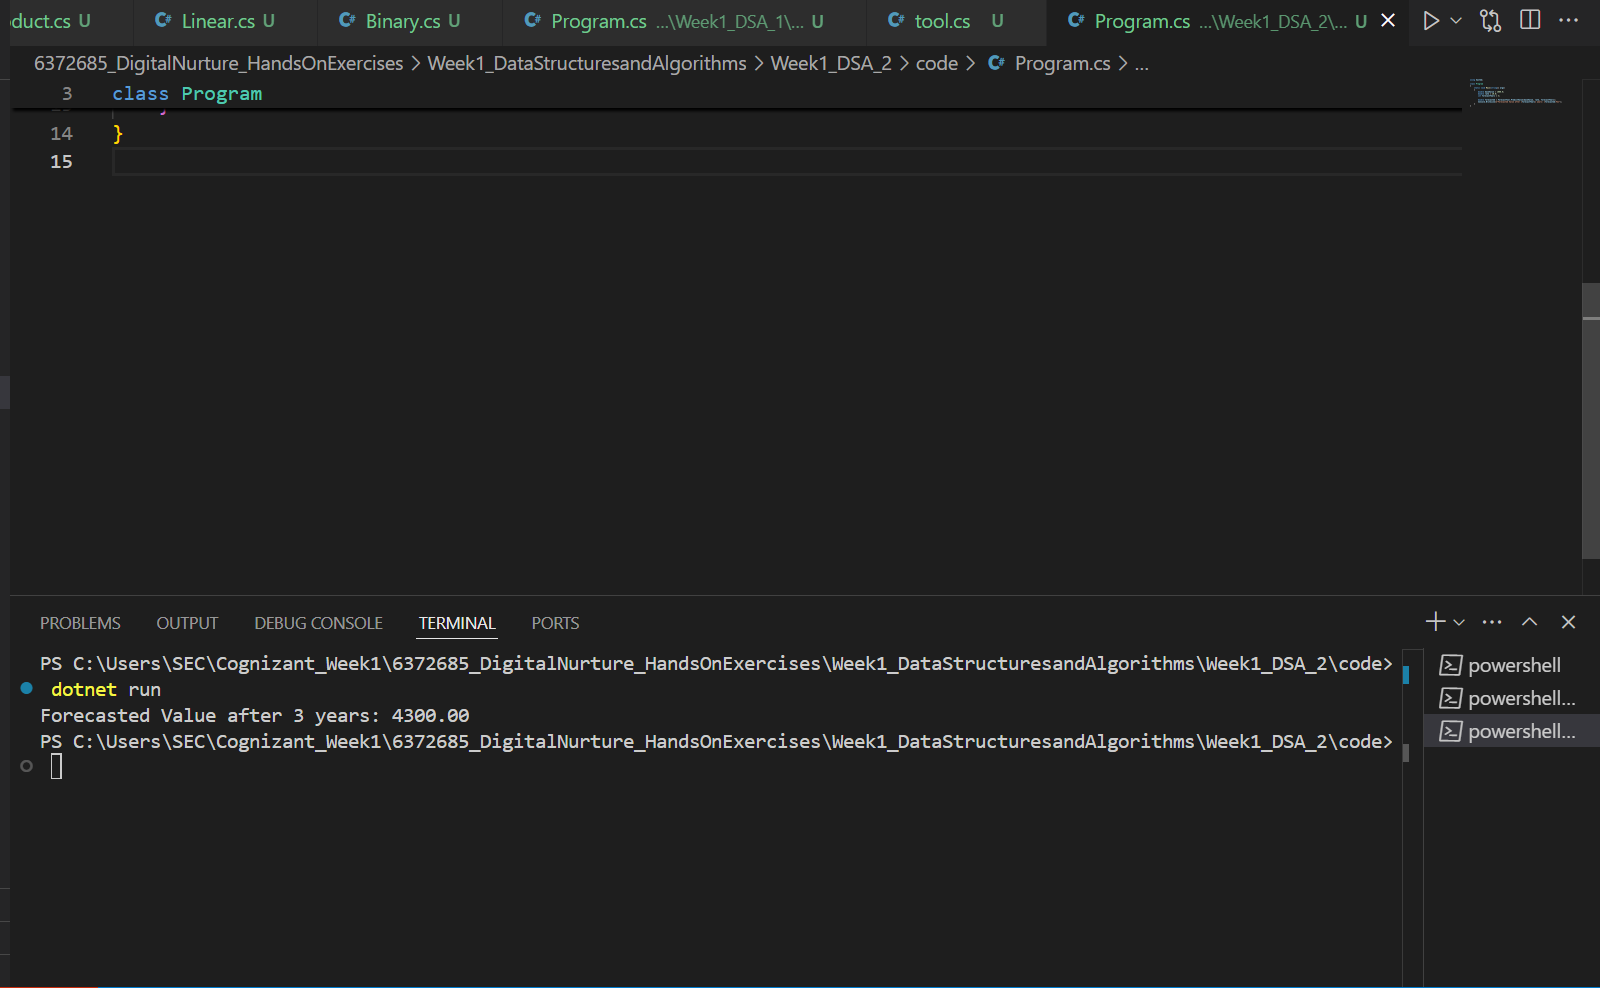 duct.cs U C# Linear.cs U C# Binary.cs U C# Program.cs ...\Week1_DSA_1\... U C# tool.cs U C# Program.cs ...\Week1_DSA_2\... U
6372685_DigitalNurture_HandsOnExercises > Week1_DataStructuresandAlgorithms > Week1_DSA_2 > code > C# Program.cs > ...
3 class Program
14 }
15
PROBLEMS OUTPUT DEBUG CONSOLE TERMINAL PORTS
PS C:\Users\SEC\Cognizant_Week1\6372685_DigitalNurture_HandsOnExercises\Week1_DataStructuresandAlgorithms\Week1_DSA_2\code>
dotnet run
Forecasted Value after 3 years: 4300.00
PS C:\Users\SEC\Cognizant_Week1\6372685_DigitalNurture_HandsOnExercises\Week1_DataStructuresandAlgorithms\Week1_DSA_2\code>
powershell
powershell...
powershell...